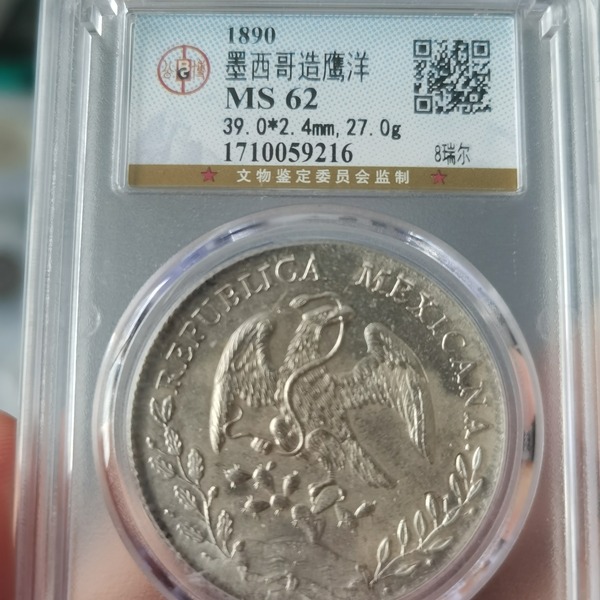 1890
墨西哥造鹰洋
MS 62
39.0*2.4mm,27.0g
1710059216
8瑞尔
文物鉴定委员会监制
REPUBLICA MEXICANA.